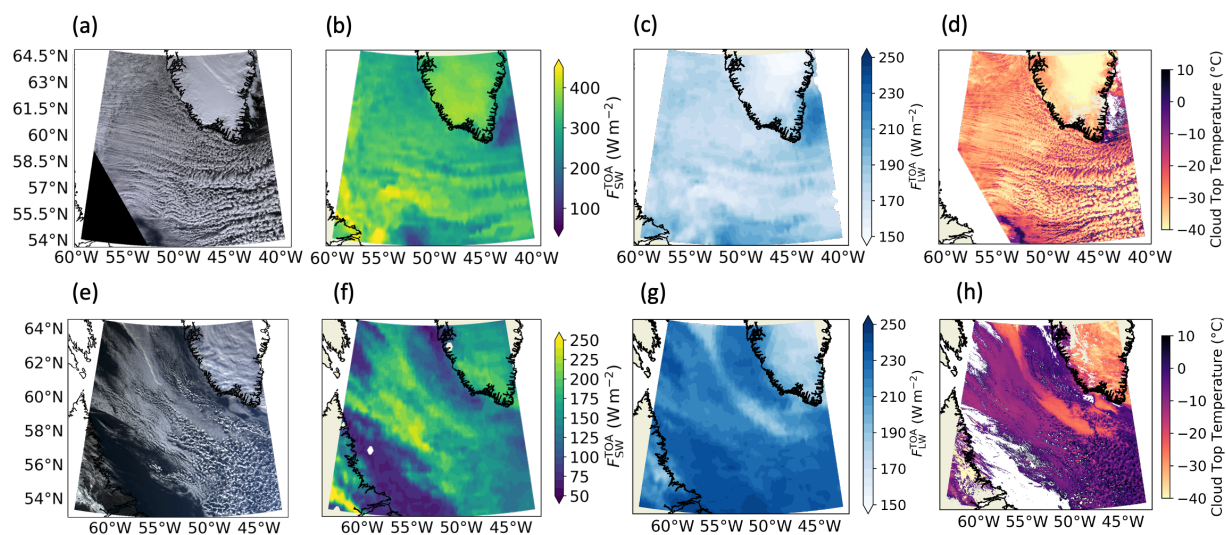 (a)
(b)
(c)
(d)
64.5°N
63°N
61.5°N
60°N
58.5°N
57°N
55.5°N
54°N
60°W 55°W 50°W 45°W 40°W
60°W 55°W 50°W 45°W 40°W
60°W 55°W 50°W 45°W 40°W
60°W 55°W 50°W 45°W 40°W
400
300
200
100
F_SW^TOA (W m⁻²)
250
230
210
190
170
150
F_LW^TOA (W m⁻²)
10
0
−10
−20
−30
−40
Cloud Top Temperature (°C)
(e)
(f)
(g)
(h)
64°N
62°N
60°N
58°N
56°N
54°N
60°W 55°W 50°W 45°W
60°W 55°W 50°W 45°W
60°W 55°W 50°W 45°W
60°W 55°W 50°W 45°W
250
225
200
175
150
125
100
75
50
F_SW^TOA (W m⁻²)
250
230
210
190
170
150
F_LW^TOA (W m⁻²)
10
0
−10
−20
−30
−40
Cloud Top Temperature (°C)